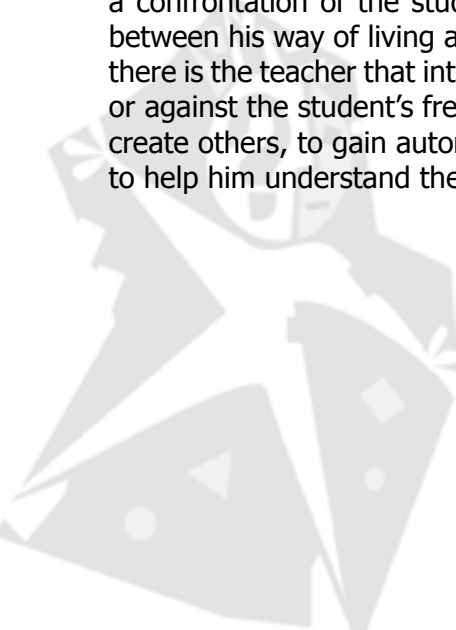 a confrontation of the stud
between his way of living a
there is the teacher that int
or against the student's fre
create others, to gain autor
to help him understand the